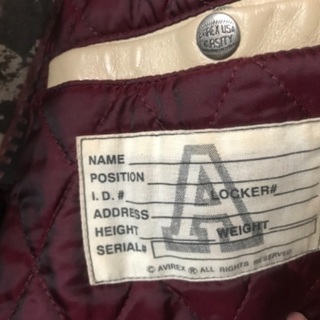 AVIREX USA
VARSITY
NAME
POSITION
I.D.# LOCKER#
ADDRESS
HEIGHT WEIGHT
SERIAL#
A
© AVIREX ® ALL RIGHTS RESERVED